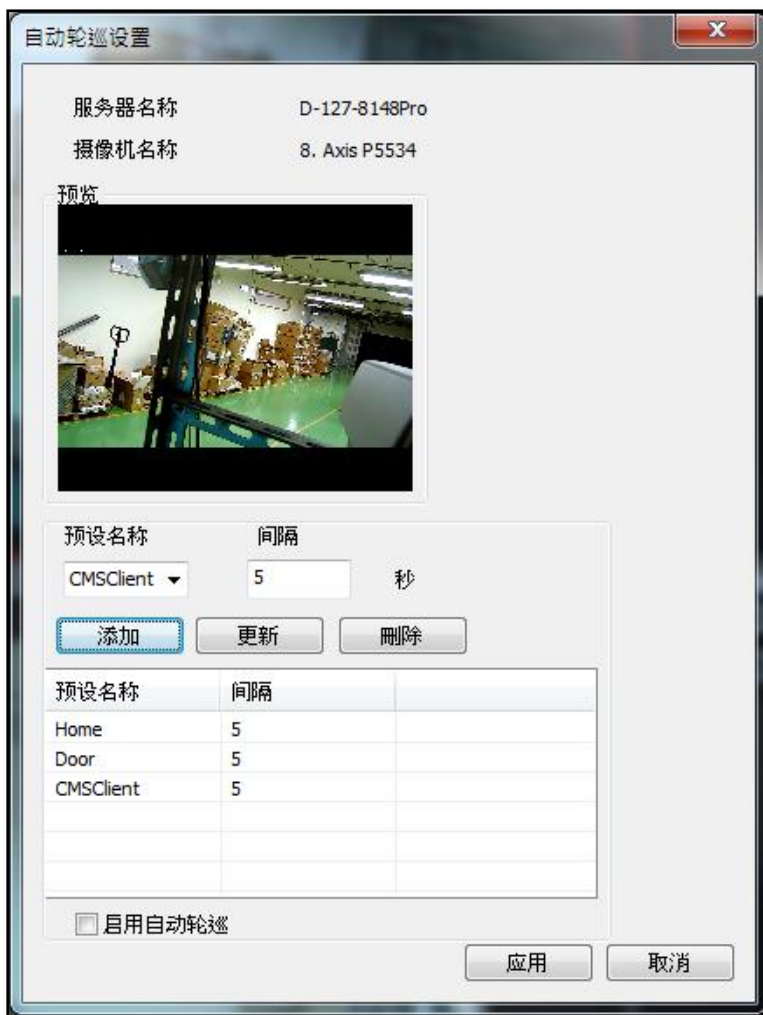 自动轮巡设置
服务器名称 D-127-8148Pro
摄像机名称 8. Axis P5534
预览
预设名称 间隔
CMSClient 5 秒
添加 更新 刪除
预设名称 间隔
Home 5
Door 5
CMSClient 5
启用自动轮巡
应用 取消